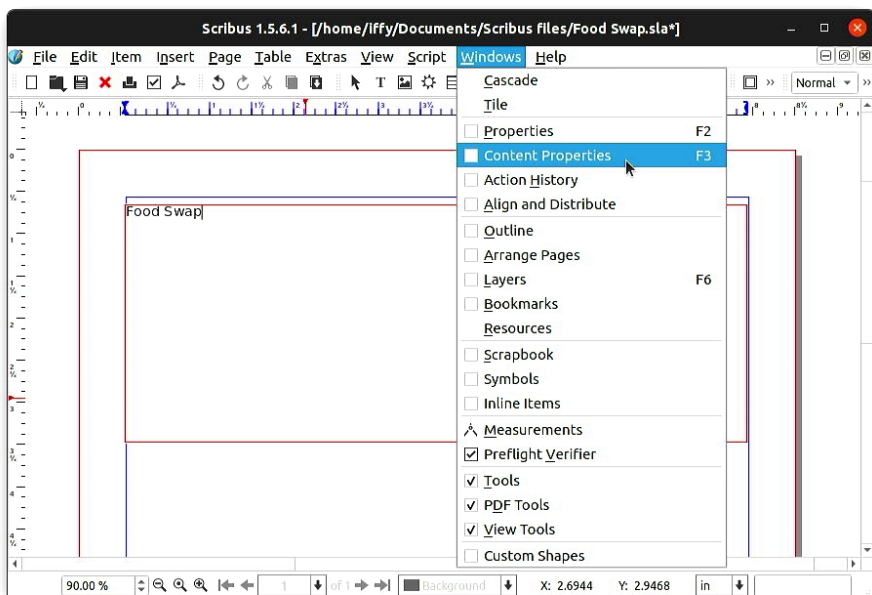 Scribus 1.5.6.1 - [/home/iffy/Documents/Scribus files/Food Swap.sla*]
File Edit Item Insert Page Table Extras View Script Windows Help
Normal
Cascade
Tile
Properties F2
Content Properties F3
Action History
Align and Distribute
Outline
Arrange Pages
Layers F6
Bookmarks
Resources
Scrapbook
Symbols
Inline Items
Measurements
Preflight Verifier
Tools
PDF Tools
View Tools
Custom Shapes
Food Swap
90.00 % 1 of 1 Background X: 2.6944 Y: 2.9468 in